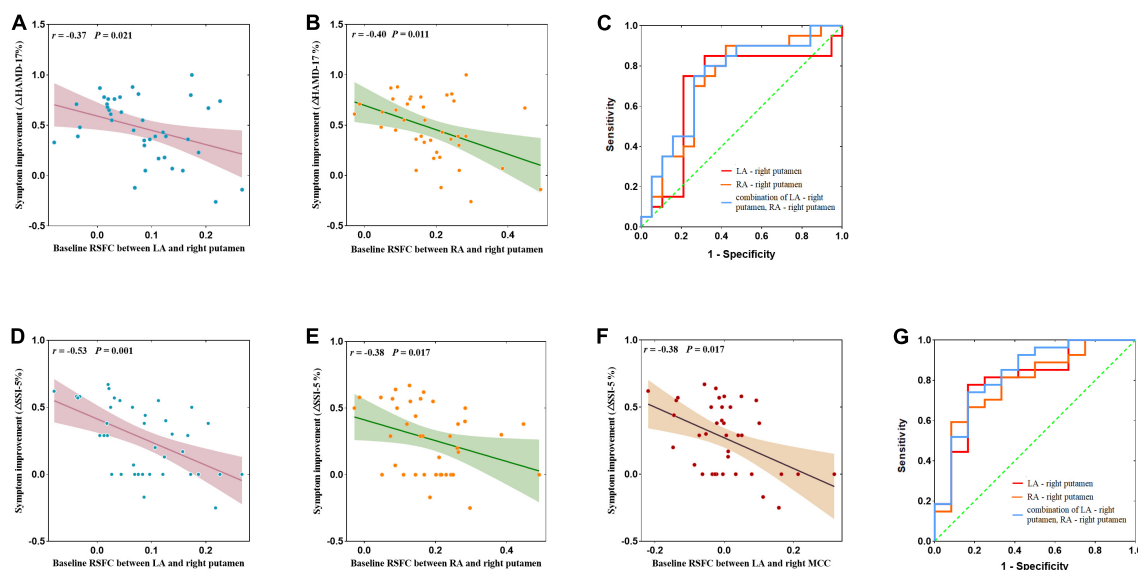 A
r = -0.37 P = 0.021
Symptom improvement (ΔHAMD-17%)
1.5
1.0
0.5
0.0
-0.5
0.0
0.1
0.2
Baseline RSFC between LA and right putamen
B
r = -0.40 P = 0.011
Symptom improvement (ΔHAMD-17 %)
1.5
1.0
0.5
0.0
-0.5
0.0
0.2
0.4
Baseline RSFC between RA and right putamen
C
Sensitivity
1.0
0.8
0.6
0.4
0.2
0.0
LA - right putamen
RA - right putamen
combination of LA - right
putamen, RA - right putamen
0.0
0.2
0.4
0.6
0.8
1.0
1 - Specificity
D
r = -0.53 P = 0.001
Symptom improvement (ΔSSI-5%)
1.0
0.5
0.0
-0.5
0.0
0.1
0.2
Baseline RSFC between LA and right putamen
E
r = -0.38 P = 0.017
Symptom improvement (ΔSSI-5 %)
1.0
0.5
0.0
-0.5
0.0
0.2
0.4
Baseline RSFC between RA and right putamen
F
r = -0.38 P = 0.017
Symptom improvement (ΔSSI-5 %)
1.0
0.5
0.0
-0.5
-0.2
0.0
0.2
Baseline RSFC between LA and right MCC
G
Sensitivity
1.0
0.8
0.6
0.4
0.2
0.0
LA - right putamen
RA - right putamen
combination of LA - right
putamen, RA - right putamen
0.0
0.2
0.4
0.6
0.8
1.0
1 - Specificity